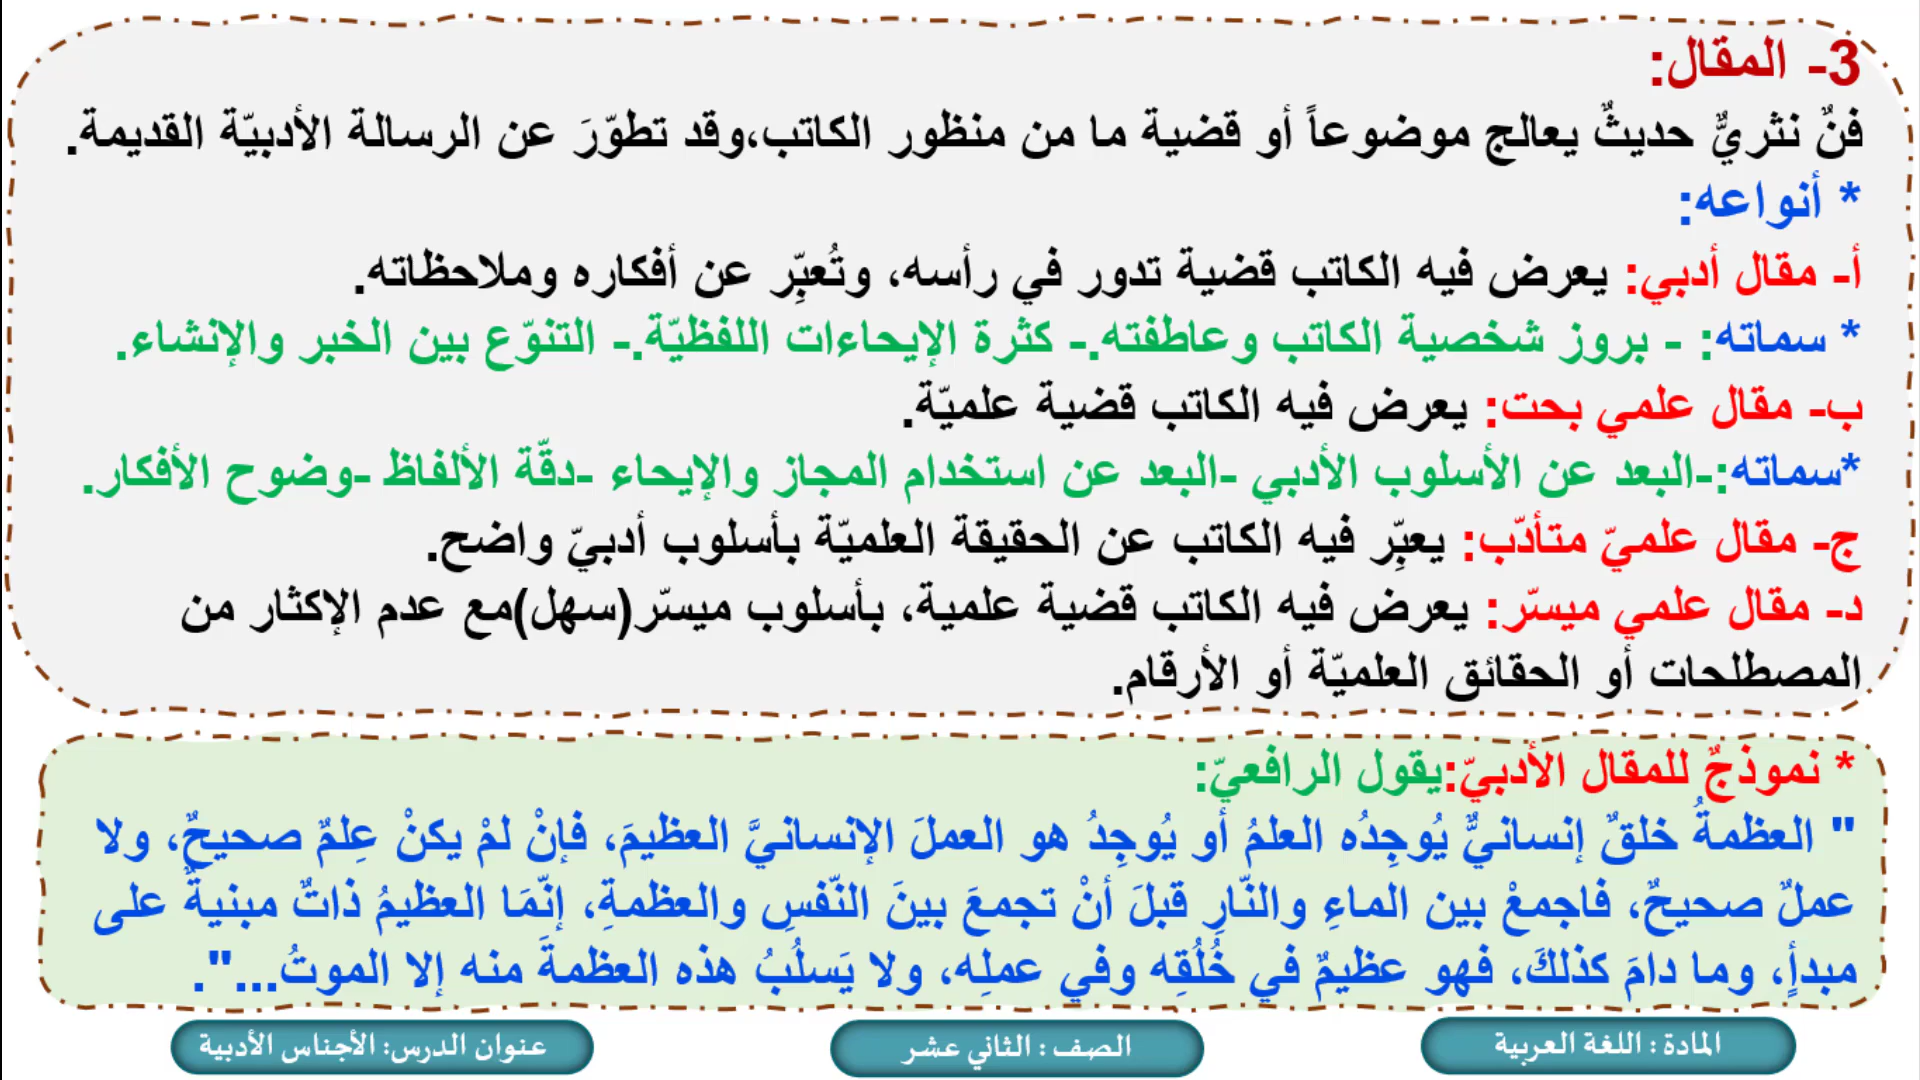 3- المقال:
فنٌ نثريٌّ حديثٌ يعالج موضوعاً أو قضية ما من منظور الكاتب،وقد تطوّرَ عن الرسالة الأدبيّة القديمة.
* أنواعه:
أ- مقال أدبي: يعرض فيه الكاتب قضية تدور في رأسه، وتُعبِّر عن أفكاره وملاحظاته.
* سماته: - بروز شخصية الكاتب وعاطفته.- كثرة الإيحاءات اللفظيّة.- التنوّع بين الخبر والإنشاء.
ب- مقال علمي بحت: يعرض فيه الكاتب قضية علميّة.
*سماته:-البعد عن الأسلوب الأدبي -البعد عن استخدام المجاز والإيحاء -دقّة الألفاظ -وضوح الأفكار.
ج- مقال علميّ متأدّب: يعبِّر فيه الكاتب عن الحقيقة العلميّة بأسلوب أدبيّ واضح.
د- مقال علمي ميسّر: يعرض فيه الكاتب قضية علمية، بأسلوب ميسّر(سهل)مع عدم الإكثار من
المصطلحات أو الحقائق العلميّة أو الأرقام.
* نموذجٌ للمقال الأدبيّ:يقول الرافعيّ:
" العظمةُ خلقٌ إنسانيٌّ يُوجِدُه العلمُ أو يُوجِدُ هو العملَ الإنسانيَّ العظيمَ، فإنْ لمْ يكنْ عِلمٌ صحيحٌ، ولا
عملٌ صحيحٌ، فاجمعْ بين الماءِ والنّارِ قبلَ أنْ تجمعَ بينَ النّفسِ والعظمةِ، إنّمَا العظيمُ ذاتٌ مبنيةٌ على
مبدأٍ، وما دامَ كذلكَ، فهو عظيمٌ في خُلُقِه وفي عملِه، ولا يَسلُبُ هذه العظمةَ منه إلا الموتُ...".
المادة : اللغة العربية
الصف : الثاني عشر
عنوان الدرس: الأجناس الأدبية